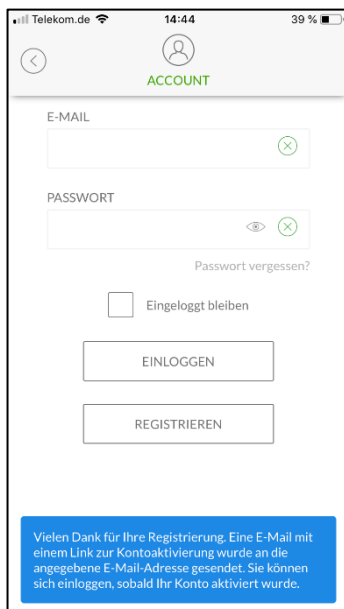 Telekom.de 14:44 39 %
ACCOUNT
E-MAIL
PASSWORT
Passwort vergessen?
Eingeloggt bleiben
EINLOGGEN
REGISTRIEREN
Vielen Dank für Ihre Registrierung. Eine E-Mail mit
einem Link zur Kontoaktivierung wurde an die
angegebene E-Mail-Adresse gesendet. Sie können
sich einloggen, sobald Ihr Konto aktiviert wurde.